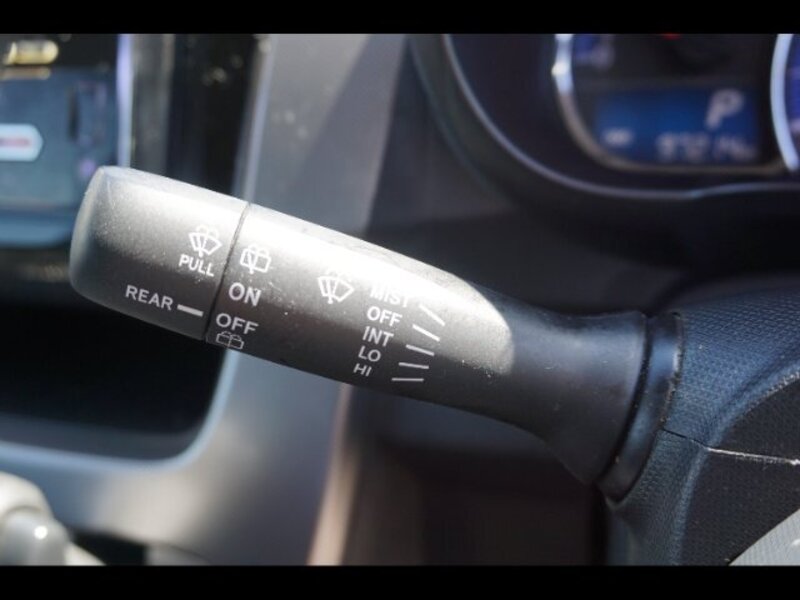 PULL
REAR
ON
OFF
MIST
OFF
INT
LO
HI
P